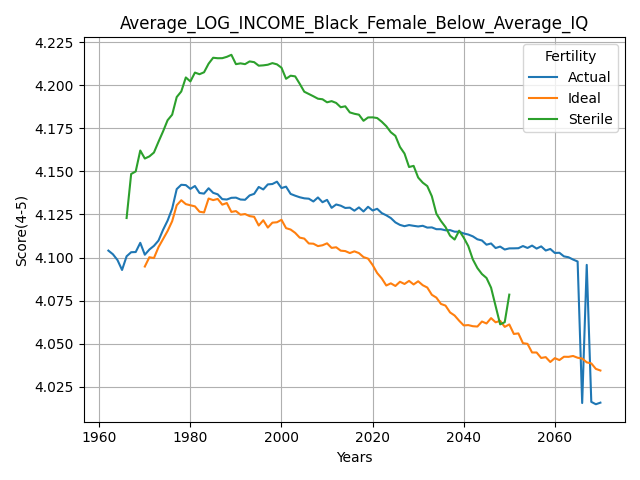 Average_LOG_INCOME_Black_Female_Below_Average_IQ
Score(4-5)
4.225
4.200
4.175
4.150
4.125
4.100
4.075
4.050
4.025
Fertility
Actual
Ideal
Sterile
1960
1980
2000
2020
2040
2060
Years